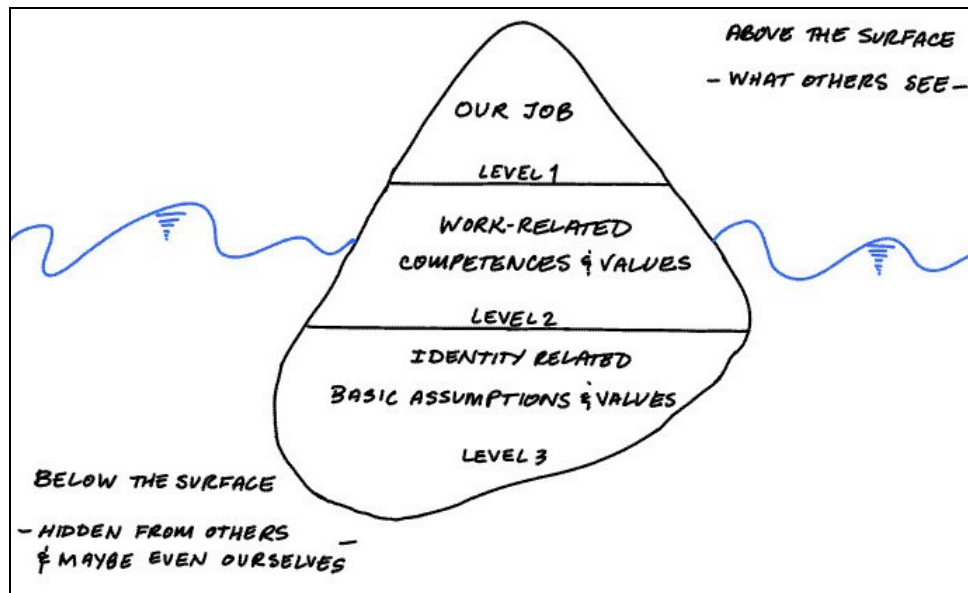 ABOVE THE SURFACE
- WHAT OTHERS SEE -
OUR JOB
LEVEL 1
WORK-RELATED
COMPETENCES & VALUES
LEVEL 2
IDENTITY RELATED
BASIC ASSUMPTIONS & VALUES
LEVEL 3
BELOW THE SURFACE
- HIDDEN FROM OTHERS
& MAYBE EVEN OURSELVES -